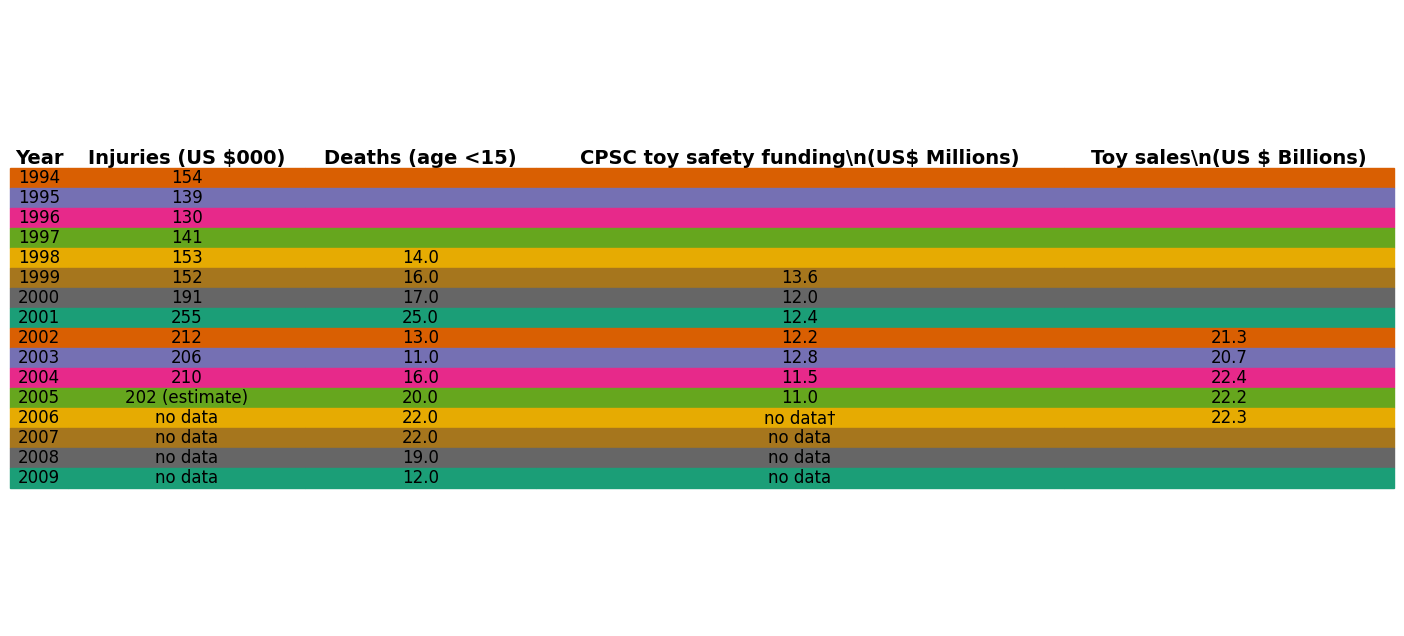 Year Injuries (US $000) Deaths (age <15) CPSC toy safety funding\n(US$ Millions) Toy sales\n(US $ Billions)
1994 154
1995 139
1996 130
1997 141
1998 153 14.0
1999 152 16.0 13.6
2000 191 17.0 12.0
2001 255 25.0 12.4
2002 212 13.0 12.2 21.3
2003 206 11.0 12.8 20.7
2004 210 16.0 11.5 22.4
2005 202 (estimate) 20.0 11.0 22.2
2006 no data 22.0 no data† 22.3
2007 no data 22.0 no data
2008 no data 19.0 no data
2009 no data 12.0 no data